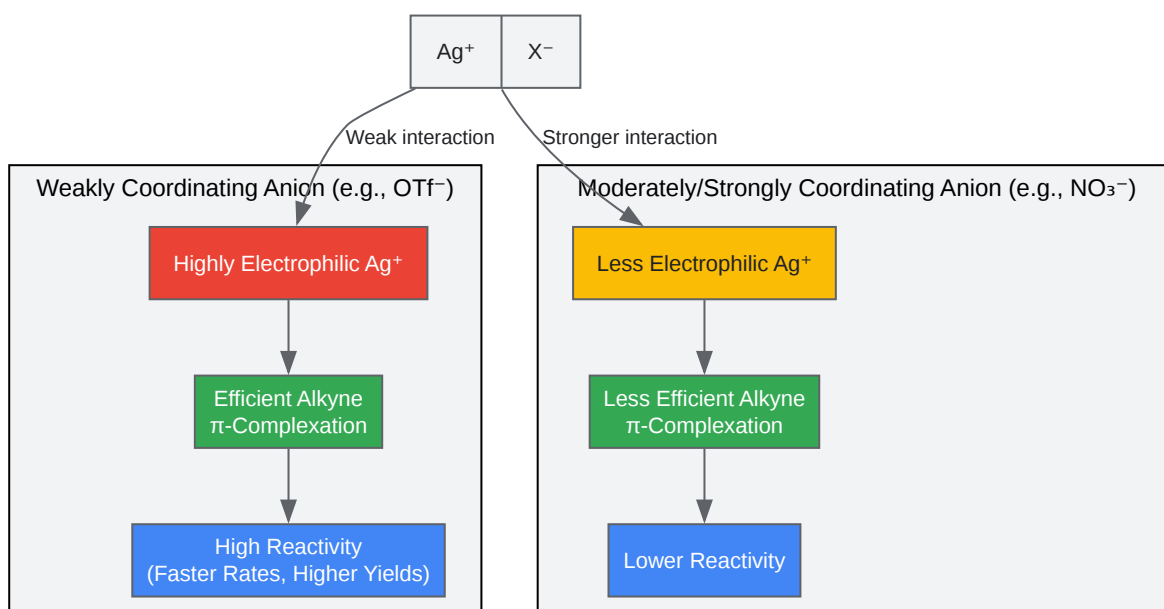 Ag⁺ X⁻
Weak interaction
Stronger interaction
Weakly Coordinating Anion (e.g., OTf⁻)
Highly Electrophilic Ag⁺
Efficient Alkyne
π-Complexation
High Reactivity
(Faster Rates, Higher Yields)
Moderately/Strongly Coordinating Anion (e.g., NO₃⁻)
Less Electrophilic Ag⁺
Less Efficient Alkyne
π-Complexation
Lower Reactivity